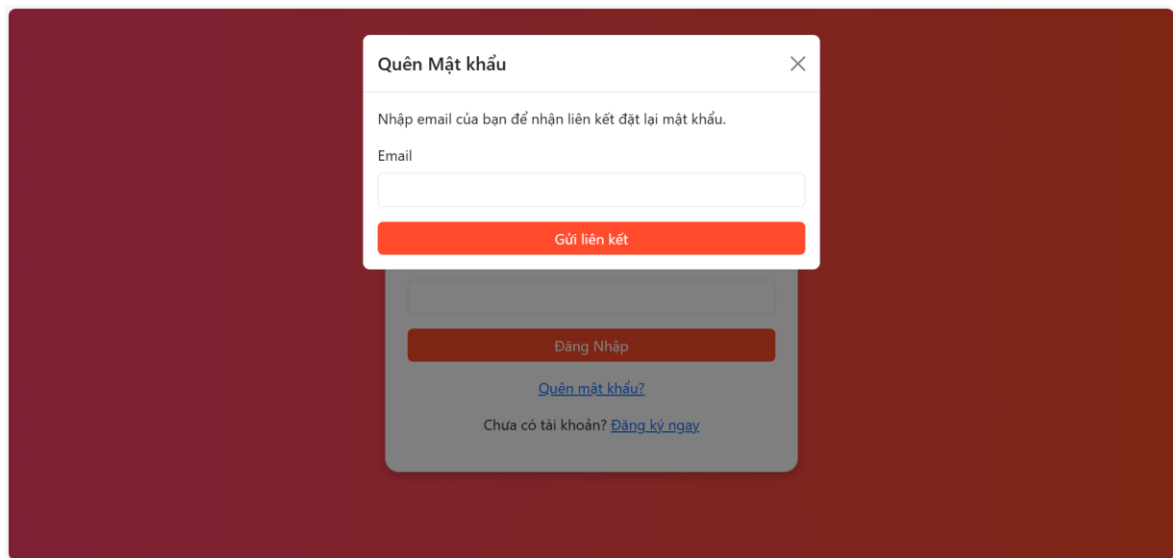 Quên Mật khẩu
Nhập email của bạn để nhận liên kết đặt lại mật khẩu.
Email
Gửi liên kết
Đăng Nhập
Quên mật khẩu?
Chưa có tài khoản? Đăng ký ngay